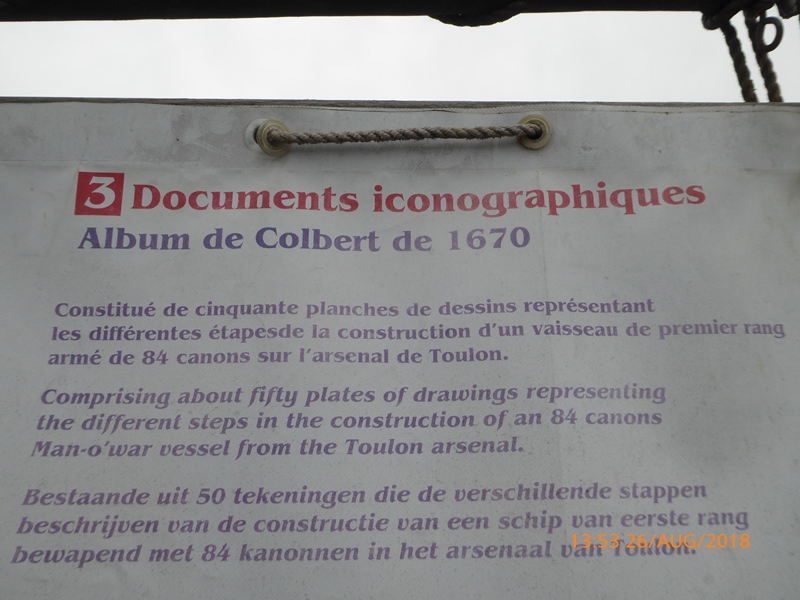 3 Documents iconographiques
Album de Colbert de 1670
Constitué de cinquante planches de dessins représentant
les différentes étapesde la construction d'un vaisseau de premier rang
armé de 84 canons sur l'arsenal de Toulon.
Comprising about fifty plates of drawings representing
the different steps in the construction of an 84 canons
Man-o'war vessel from the Toulon arsenal.
Bestaande uit 50 tekeningen die de verschillende stappen
beschrijven van de constructie van een schip van eerste rang
bewapend met 84 kanonnen in het arsenaal van Toulon.
13:53 26/AUG/2018